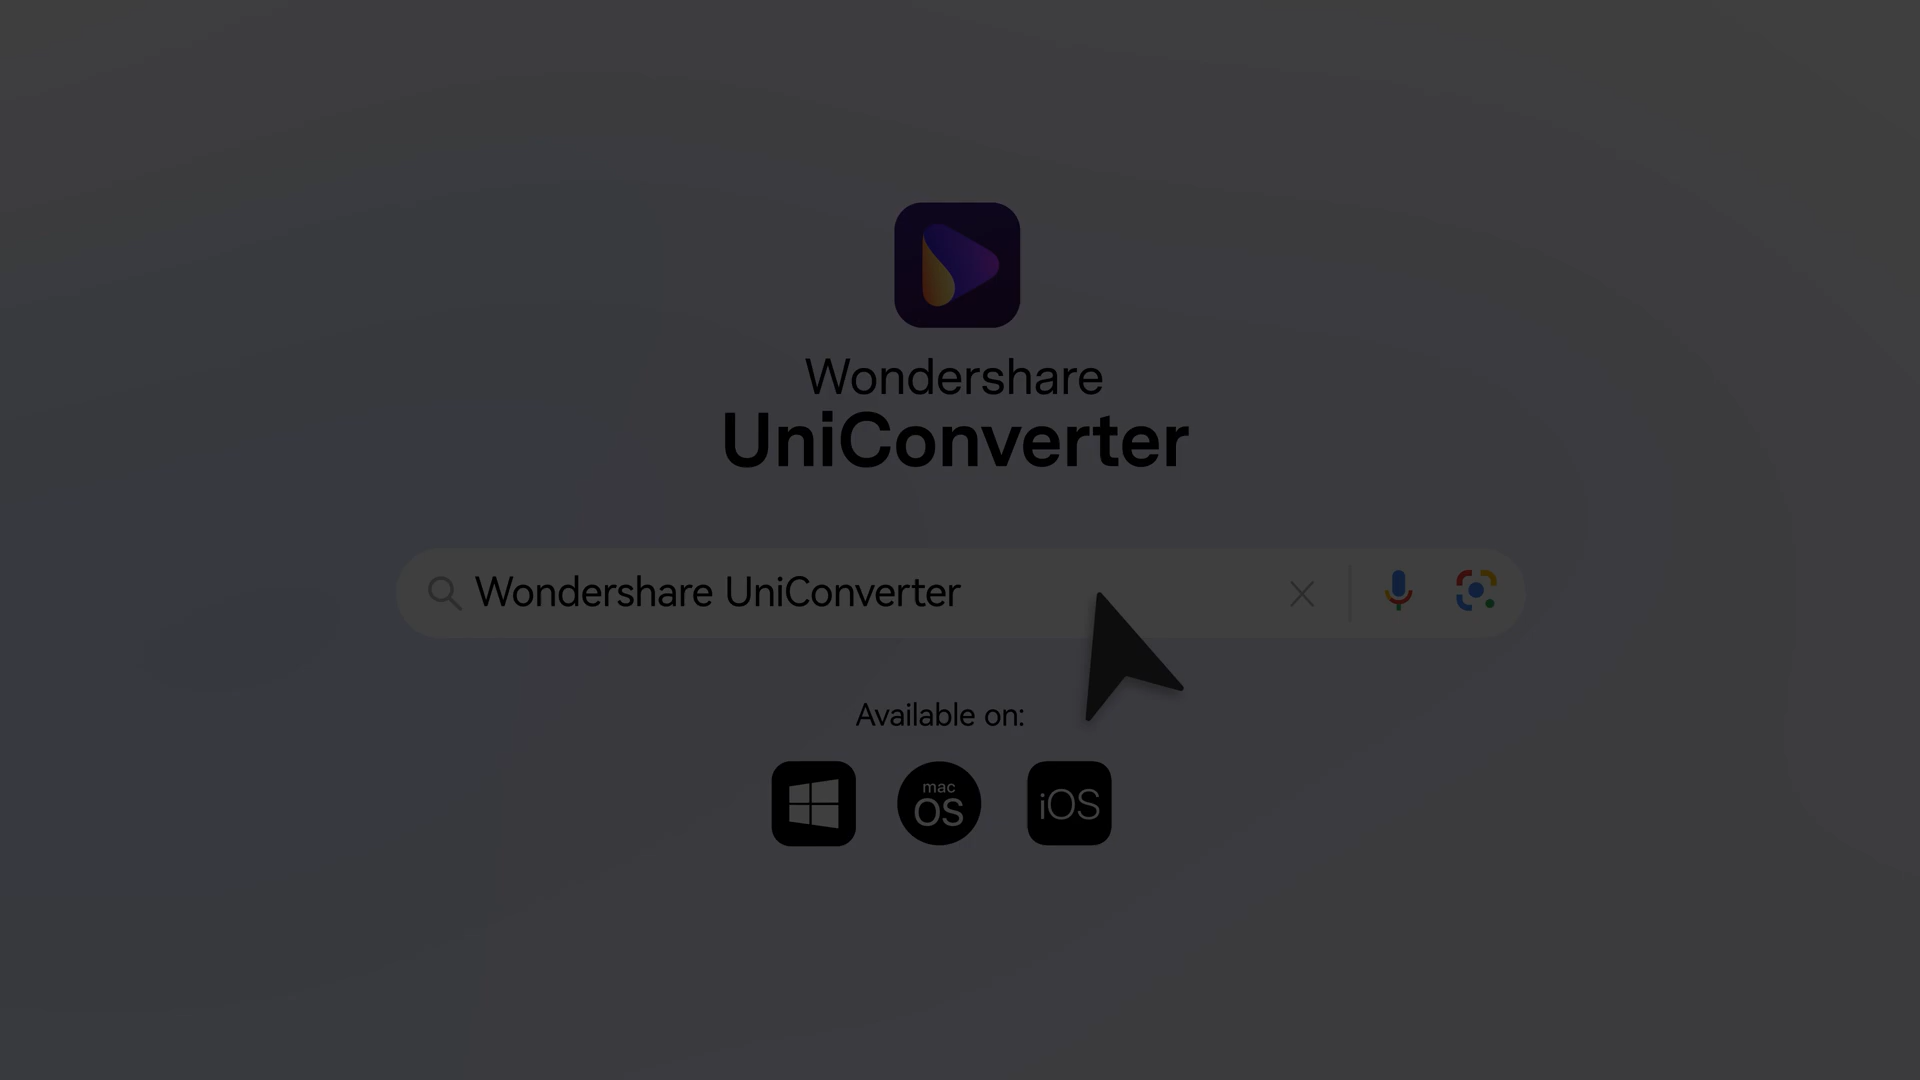 Wondershare
UniConverter
Wondershare UniConverter
Available on:
mac
OS
iOS